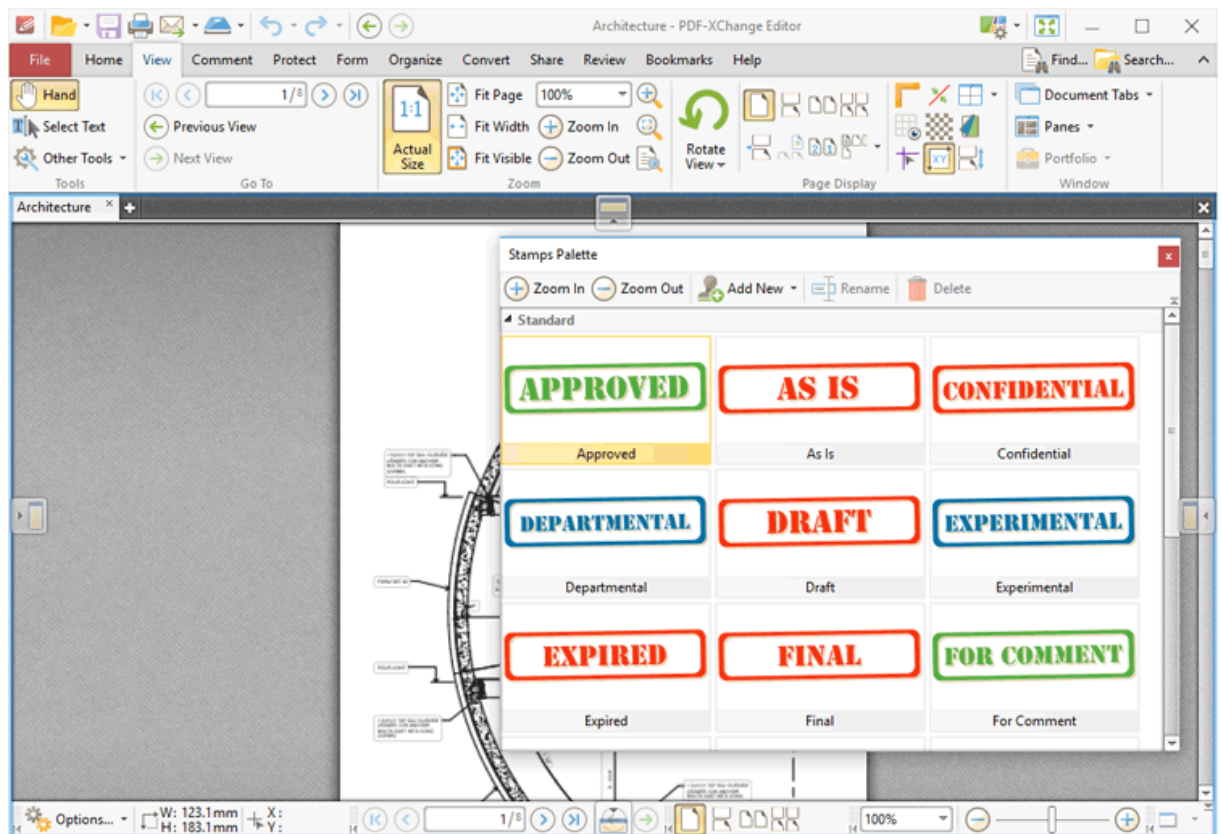 Architecture - PDF-XChange Editor
File Home View Comment Protect Form Organize Convert Share Review Bookmarks Help Find... Search...
Hand 1/8 Actual Size Fit Page 100% Rotate View Document Tabs
Select Text Previous View Fit Width Zoom In Panes
Other Tools Next View Fit Visible Zoom Out Portfolio
Tools Go To Zoom Page Display Window
Architecture
Stamps Palette
Zoom In Zoom Out Add New Rename Delete
Standard
APPROVED AS IS CONFIDENTIAL
Approved As Is Confidential
DEPARTMENTAL DRAFT EXPERIMENTAL
Departmental Draft Experimental
EXPIRED FINAL FOR COMMENT
Expired Final For Comment
Options... W: 123.1mm X: 1/8 100%
H: 183.1mm Y: